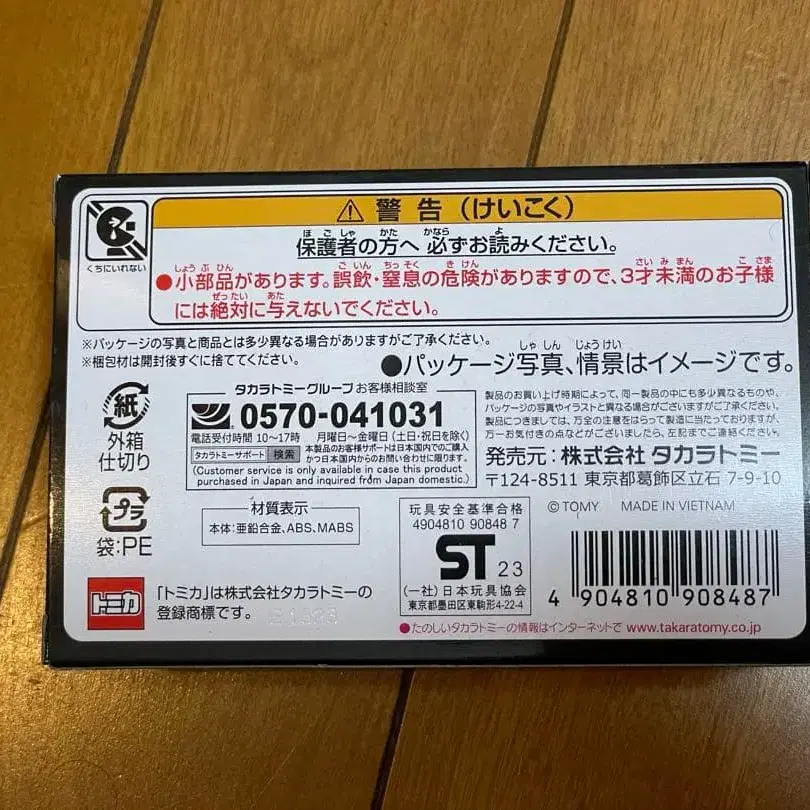 ⚠ 警告（けいこく）
くちにいれない
保護者の方へ 必ずお読みください。
●小部品があります。誤飲・窒息の危険がありますので、3才未満のお子様
には絶対に与えないでください。
※パッケージの写真と商品とは多少異なる場合がありますがご了承ください。
※梱包材は開封後すぐに捨ててください。
●パッケージ写真、情景はイメージです。
紙
外箱
仕切り
プラ
袋:PE
タカラトミーグループ お客様相談室
0570-041031
電話受付時間 10〜17時 月曜日〜金曜日(土日・祝日を除く)
タカラトミーサポート 検索 本製品のお客様サポートは日本国内でのご購入
かつ日本国内からのお問い合わせに限ります。
(Customer service is only available in case this product
purchased in Japan and inquired from Japan domestic.)
製品のお買い上げ時期によって、同一製品の中にも多少異なるものや、
パッケージの写真やイラストと異なる場合がございますがご了承ください。
製品につきましては、万全の注意をはらって製造に当たっておりますが、
万一お気付きの点などがございましたら、左記までご連絡ください。
発売元：株式会社 タカラトミー
〒124-8511 東京都葛飾区立石 7-9-10
© TOMY MADE IN VIETNAM
材質表示
本体:亜鉛合金、ABS、MABS
玩具安全基準合格
4904810 90848 7
ST 23
(一社)日本玩具協会
東京都墨田区東駒形4-22-4
4 904810 908487
トミカ
「トミカ」は株式会社タカラトミーの
登録商標です。
●たのしいタカラトミーの情報はインターネットで www.takaratomy.co.jp